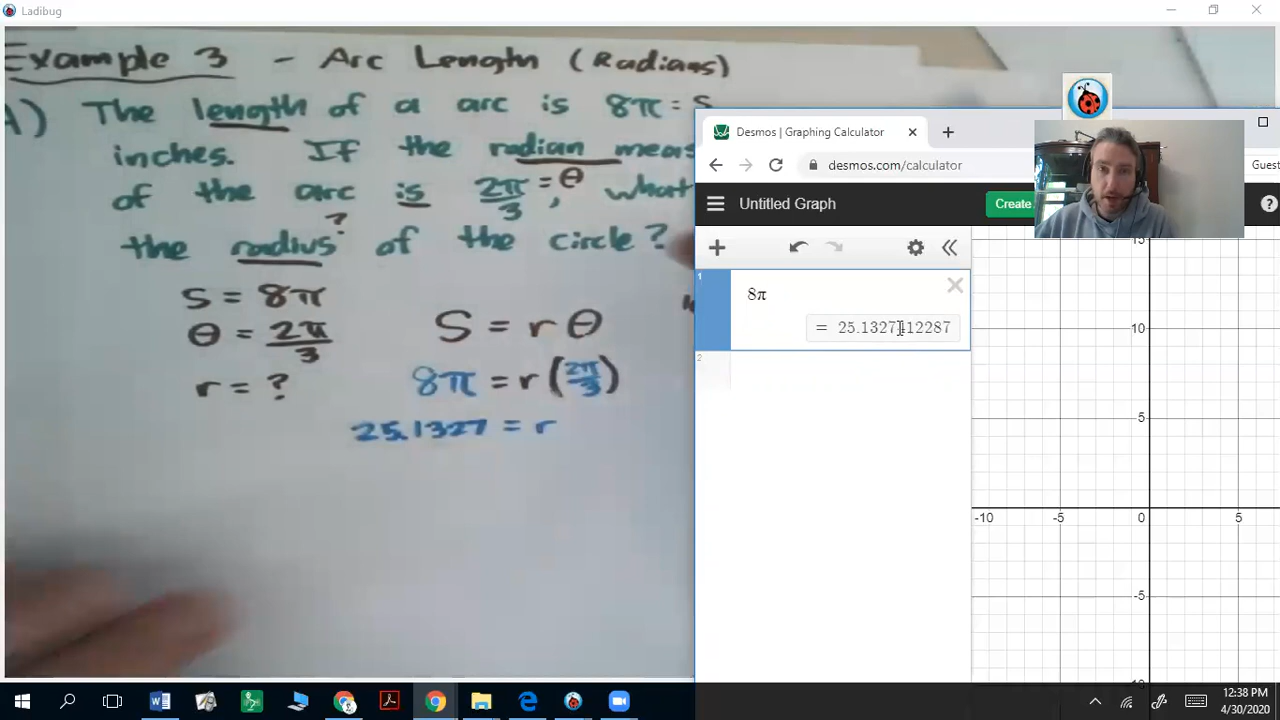 Ladibug
Example 3 - Arc Length (Radians)
A) The length of a arc is 8π = S
inches. If the radian meas
of the arc is 2π/3 = θ, what
?
the radius of the circle?
S = 8π
θ = 2π/3
r = ?
S = rθ
8π = r(2π/3)
25.1327 = r
Desmos | Graphing Calculator
desmos.com/calculator
Guest
Untitled Graph
Create
1
8π
= 25.1327412287
2
15
10
5
-10
-5
0
5
-5
12:38 PM
4/30/2020